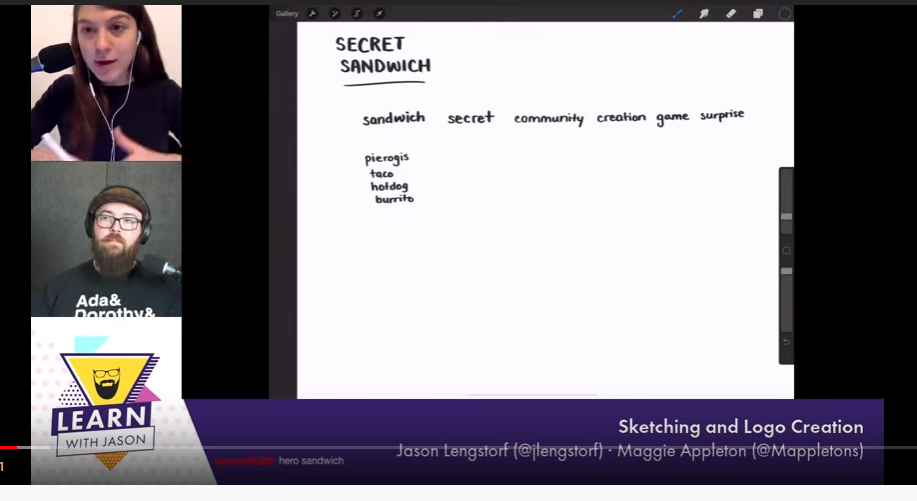 Gallery
SECRET
SANDWICH
sandwich secret community creation game surprise
pierogis
taco
hotdog
burrito
Ada&
Dorothy&
LEARN
WITH JASON
Sketching and Logo Creation
Jason Lengstorf (@jlengstorf) · Maggie Appleton (@Mappletons)
hero sandwich
1